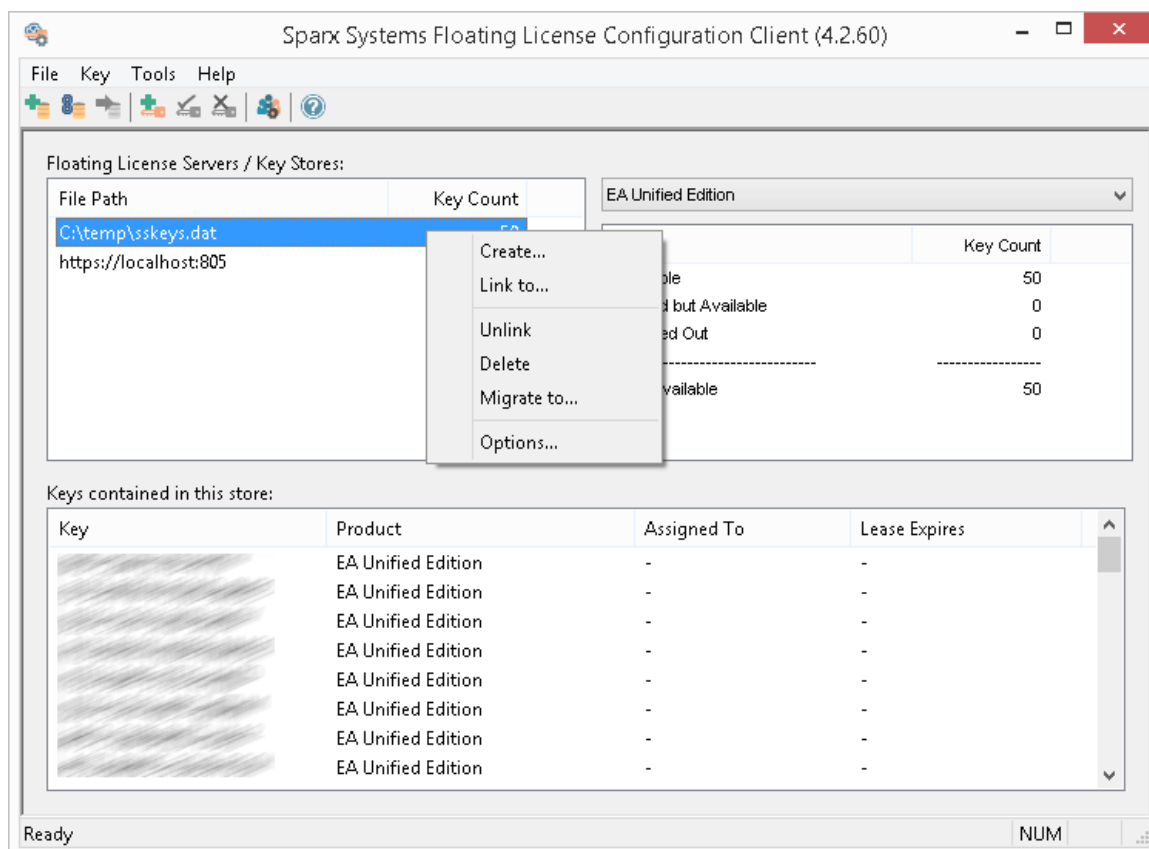 Sparx Systems Floating License Configuration Client (4.2.60)
File Key Tools Help
Floating License Servers / Key Stores:
File Path Key Count
C:\temp\sskeys.dat
https://localhost:805
Create...
Link to...
Unlink
Delete
Migrate to...
Options...
EA Unified Edition
Key Count
50
but Available 0
Out 0
-----------------
50
Keys contained in this store:
Key Product Assigned To Lease Expires
EA Unified Edition - -
EA Unified Edition - -
EA Unified Edition - -
EA Unified Edition - -
EA Unified Edition - -
EA Unified Edition - -
EA Unified Edition - -
EA Unified Edition - -
Ready NUM